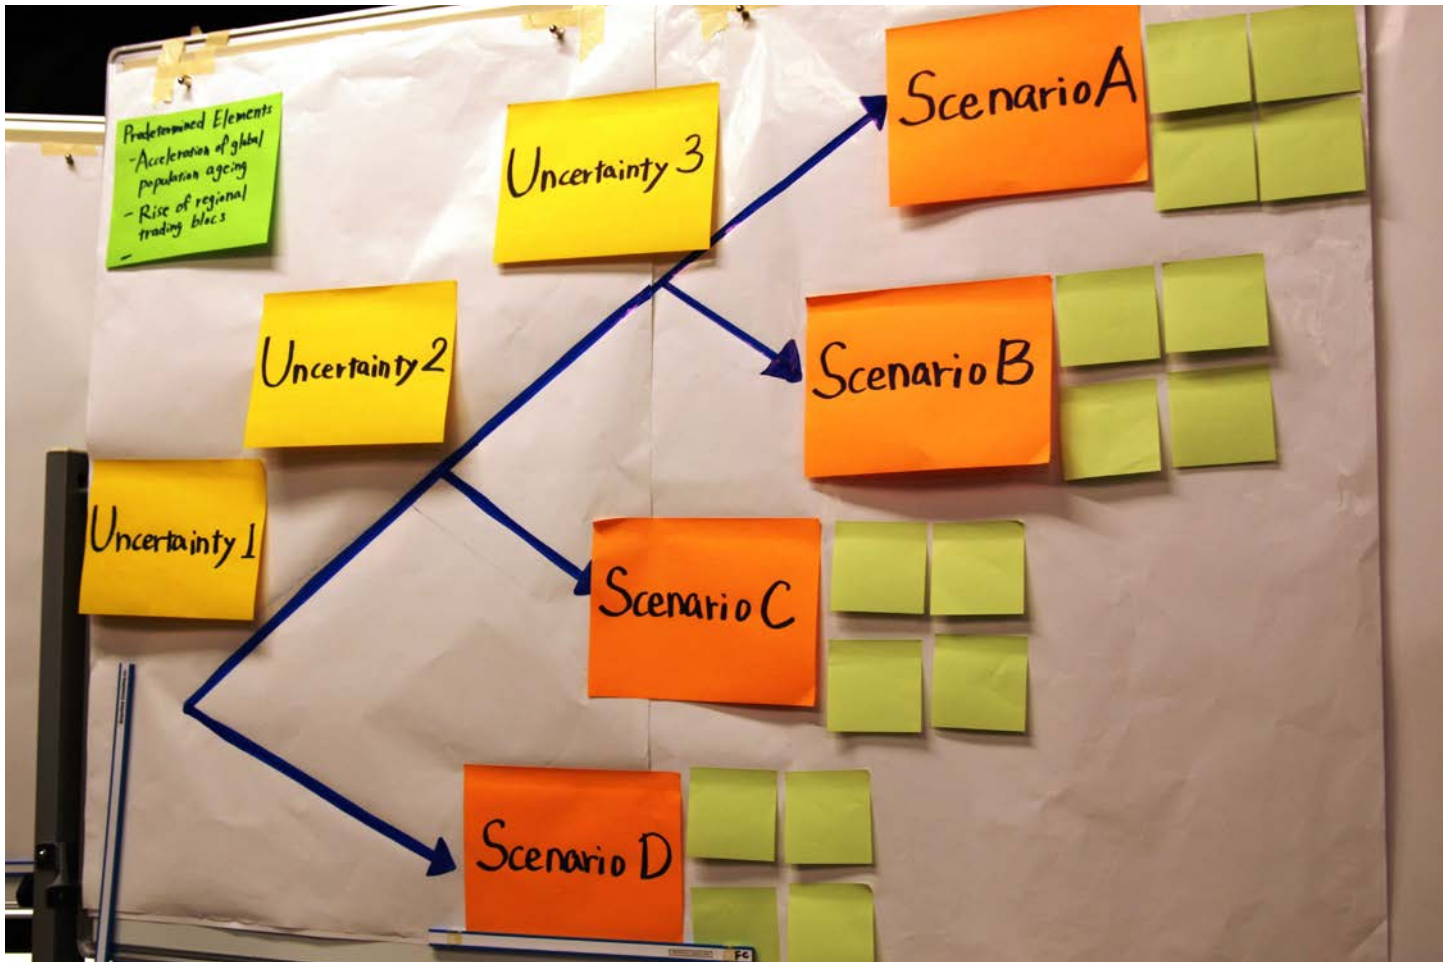 Predetermined Elements
- Acceleration of global
population ageing
- Rise of regional
trading blocs
-
Uncertainty 3
Scenario A
Uncertainty 2
Scenario B
Uncertainty 1
Scenario C
Scenario D
FC